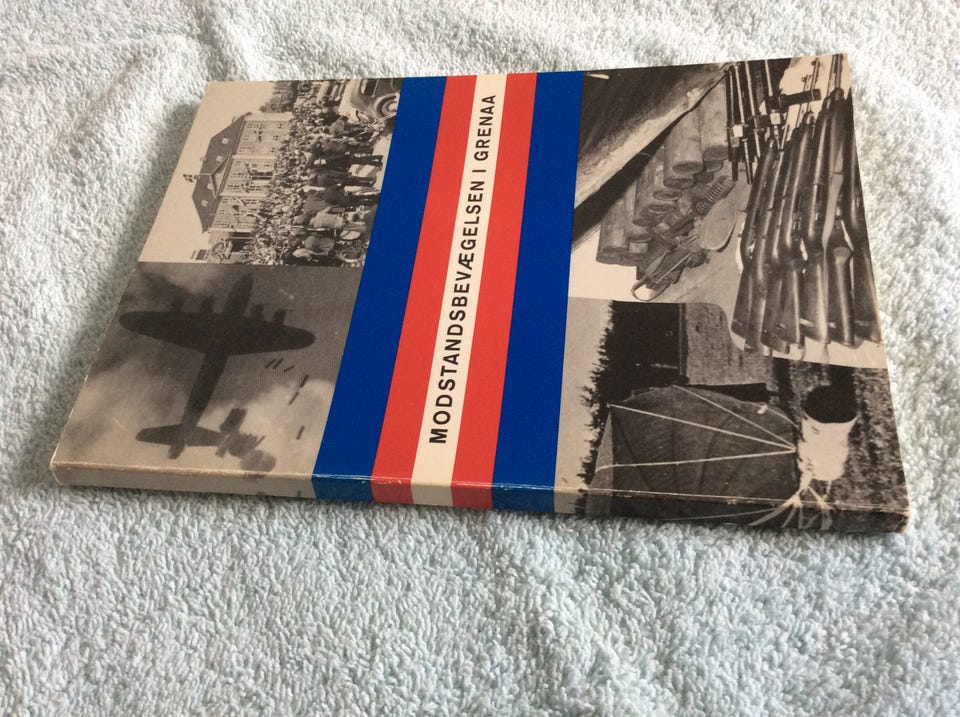 MODSTANDSBEVÆGELSEN I GRENAA